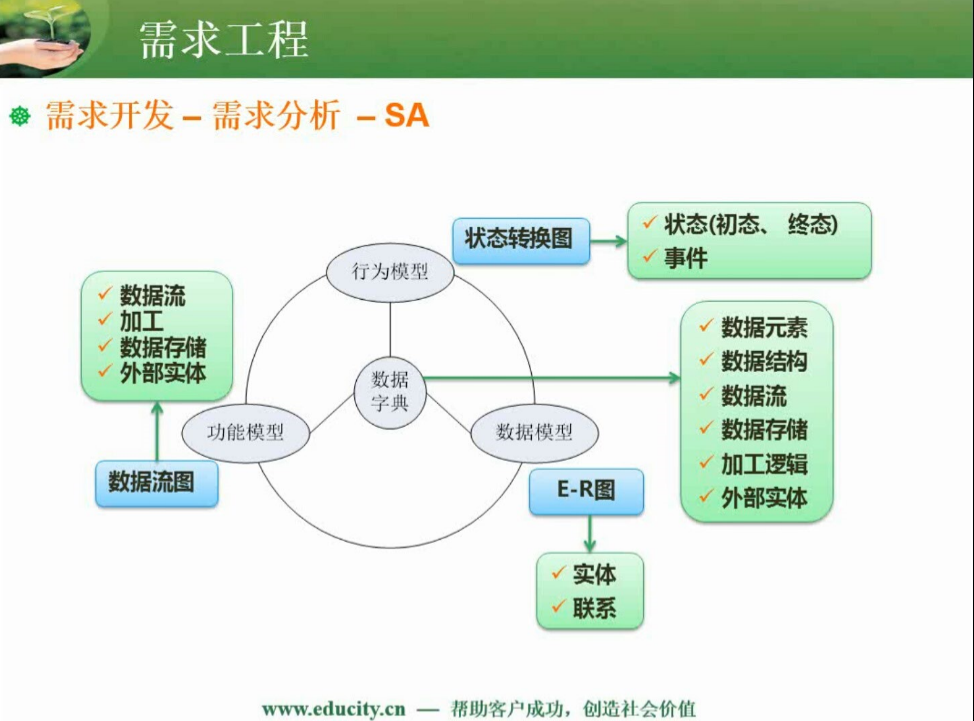 需求工程
需求开发 – 需求分析 – SA
状态转换图
状态(初态、 终态)
事件
行为模型
数据流
加工
数据存储
外部实体
数据
字典
数据元素
数据结构
数据流
数据存储
加工逻辑
外部实体
功能模型
数据模型
数据流图
E-R图
实体
联系
www.educity.cn — 帮助客户成功，创造社会价值